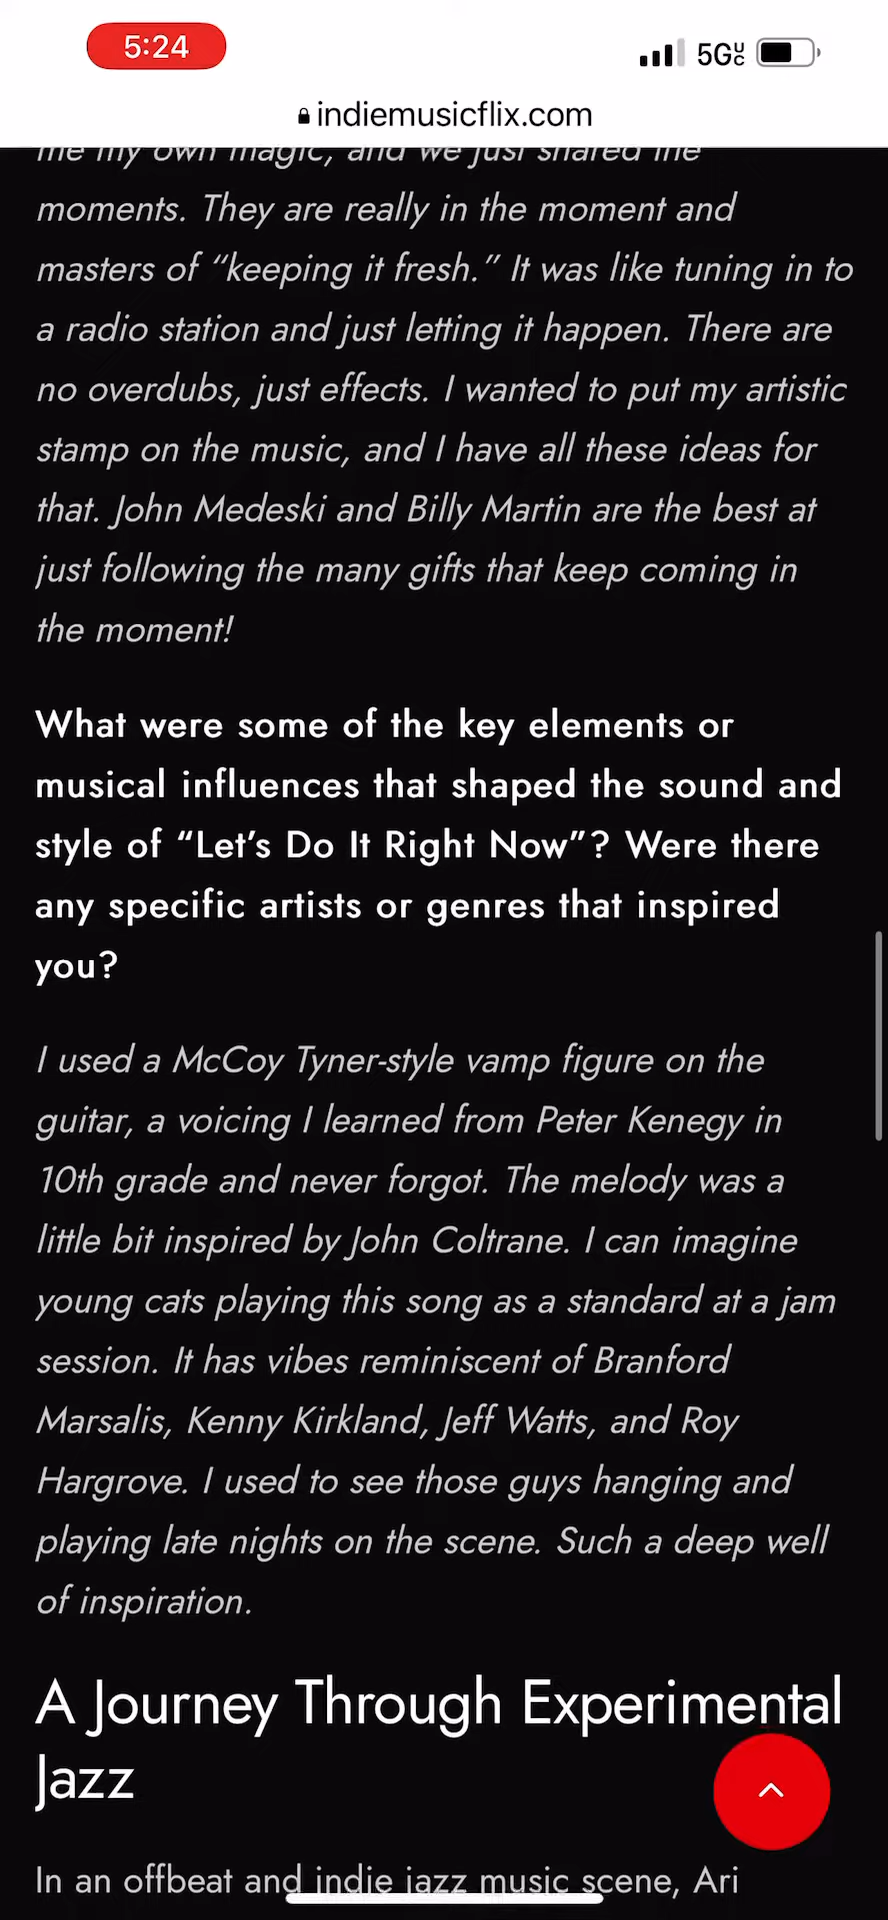 5:24
5GUC
indiemusicflix.com
me my own magic, and we just shared the
moments. They are really in the moment and
masters of “keeping it fresh.” It was like tuning in to
a radio station and just letting it happen. There are
no overdubs, just effects. I wanted to put my artistic
stamp on the music, and I have all these ideas for
that. John Medeski and Billy Martin are the best at
just following the many gifts that keep coming in
the moment!
What were some of the key elements or
musical influences that shaped the sound and
style of “Let’s Do It Right Now”? Were there
any specific artists or genres that inspired
you?
I used a McCoy Tyner-style vamp figure on the
guitar, a voicing I learned from Peter Kenegy in
10th grade and never forgot. The melody was a
little bit inspired by John Coltrane. I can imagine
young cats playing this song as a standard at a jam
session. It has vibes reminiscent of Branford
Marsalis, Kenny Kirkland, Jeff Watts, and Roy
Hargrove. I used to see those guys hanging and
playing late nights on the scene. Such a deep well
of inspiration.
A Journey Through Experimental
Jazz
In an offbeat and indie jazz music scene, Ari